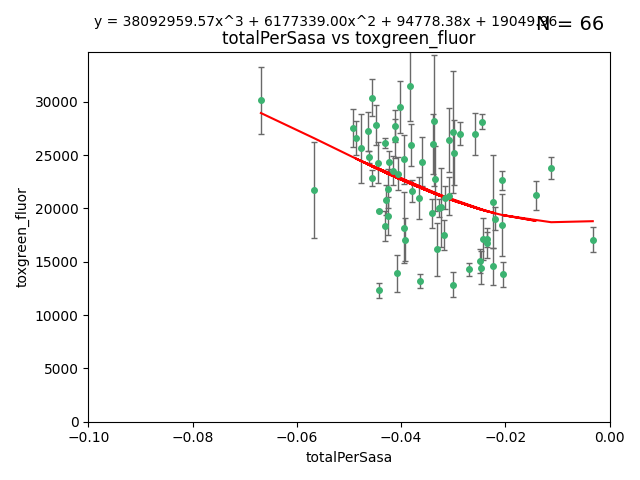 y = 38092959.57x^3 + 6177339.00x^2 + 94778.38x + 19049.36
N = 66
totalPerSasa vs toxgreen_fluor
toxgreen_fluor
30000
25000
20000
15000
10000
5000
0
−0.10 −0.08 −0.06 −0.04 −0.02 0.00
totalPerSasa